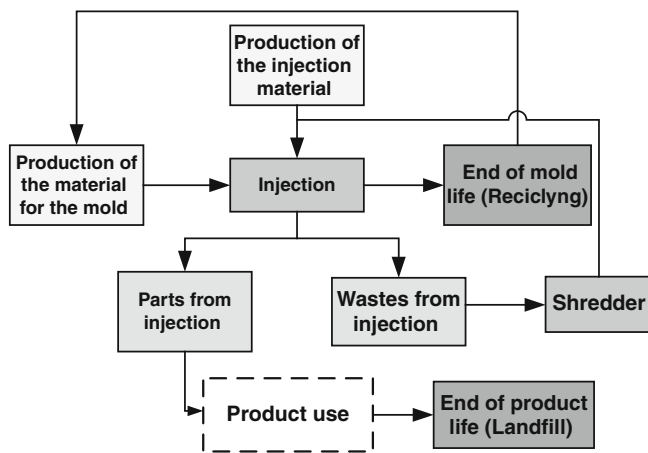 Production of
the injection
material
Production of
the material
for the mold
Injection
End of mold
life (Reciclyng)
Parts from
injection
Wastes from
injection
Shredder
Product use
End of product
life (Landfill)